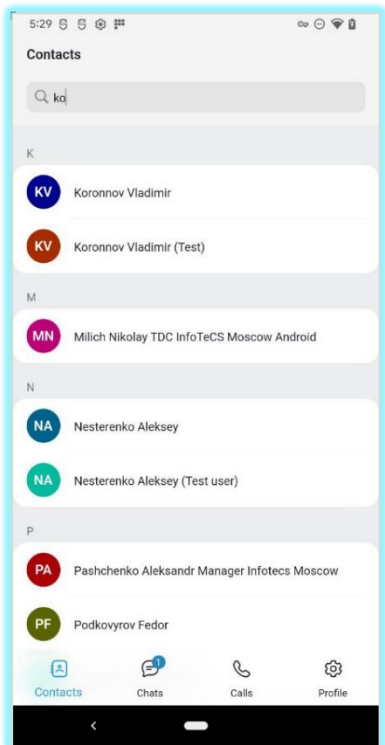 5:29
Contacts
ko
K
KV Koronnov Vladimir
KV Koronnov Vladimir (Test)
M
MN Milich Nikolay TDC InfoTeCS Moscow Android
N
NA Nesterenko Aleksey
NA Nesterenko Aleksey (Test user)
P
PA Pashchenko Aleksandr Manager Infotecs Moscow
PF Podkovyrov Fedor
1
Contacts Chats Calls Profile